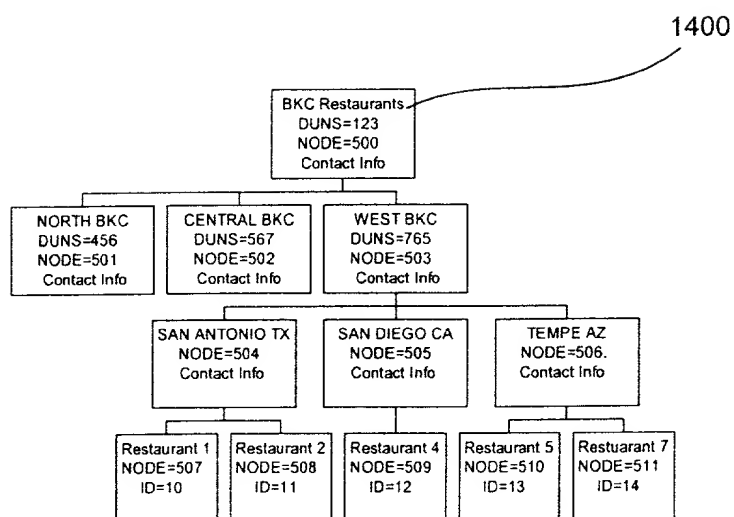 1400
BKC Restaurants
DUNS=123
NODE=500
Contact Info
NORTH BKC
DUNS=456
NODE=501
Contact Info
CENTRAL BKC
DUNS=567
NODE=502
Contact Info
WEST BKC
DUNS=765
NODE=503
Contact Info
SAN ANTONIO TX
NODE=504
Contact Info
SAN DIEGO CA
NODE=505
Contact Info
TEMPE AZ
NODE=506.
Contact Info
Restaurant 1
NODE=507
ID=10
Restaurant 2
NODE=508
ID=11
Restaurant 4
NODE=509
ID=12
Restaurant 5
NODE=510
ID=13
Restuarant 7
NODE=511
ID=14